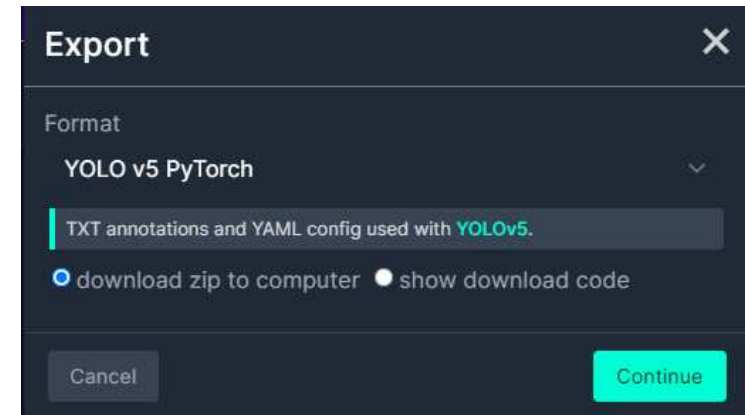 Export
Format
YOLO v5 PyTorch
TXT annotations and YAML config used with YOLOv5.
download zip to computer show download code
Cancel Continue